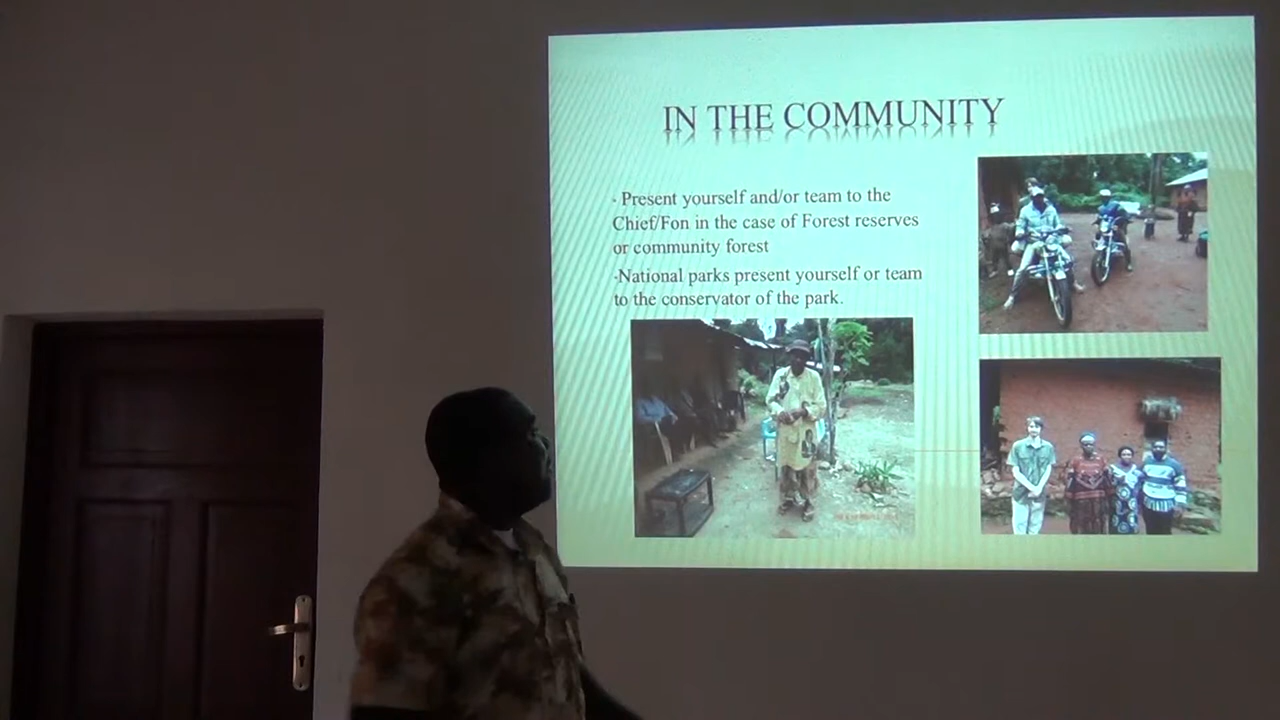 IN THE COMMUNITY
- Present yourself and/or team to the
Chief/Fon in the case of Forest reserves
or community forest
-National parks present yourself or team
to the conservator of the park.